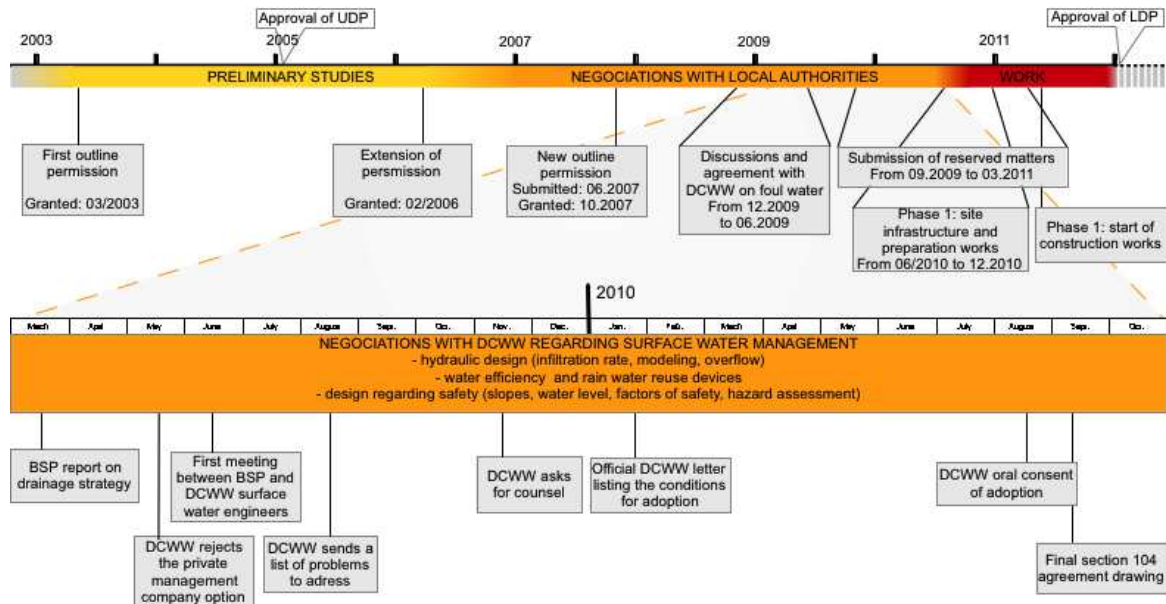 Approval of UDP
Approval of LDP
2003
2005
2007
2009
2011
PRELIMINARY STUDIES
NEGOCIATIONS WITH LOCAL AUTHORITIES
WORK
First outline
permission
Granted: 03/2003
Extension of
persmission
Granted: 02/2006
New outline
permission
Submitted: 06.2007
Granted: 10.2007
Discussions and
agreement with
DCWW on foul water
From 12.2009
to 06.2009
Submission of reserved matters
From 09.2009 to 03.2011
Phase 1: site
infrastructure and
preparation works
From 06/2010 to 12.2010
Phase 1: start of
construction works
2010
March April May June July August Sept. Oct. Nov. Dec. Jan. Feb. March April May June July August Sept. Oct.
NEGOCIATIONS WITH DCWW REGARDING SURFACE WATER MANAGEMENT
- hydraulic design (infiltration rate, modeling, overflow)
- water efficiency and rain water reuse devices
- design regarding safety (slopes, water level, factors of safety, hazard assessment)
BSP report on
drainage strategy
DCWW rejects
the private
management
company option
First meeting
between BSP and
DCWW surface
water engineers
DCWW sends a
list of problems
to adress
DCWW asks
for counsel
Official DCWW letter
listing the conditions
for adoption
DCWW oral consent
of adoption
Final section 104
agreement drawing